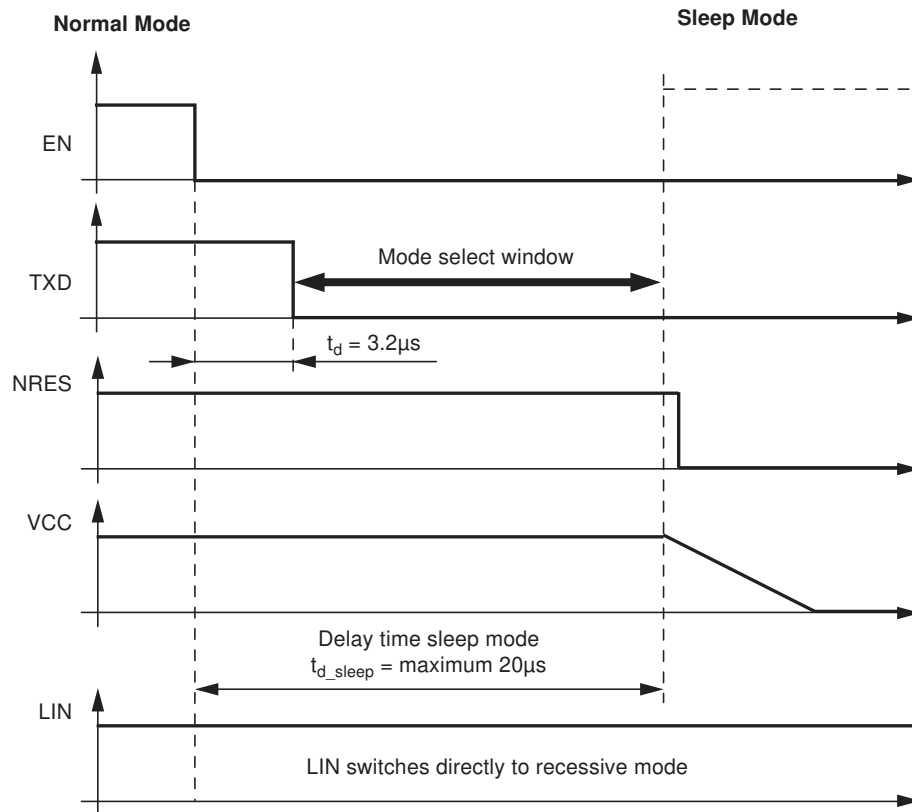 Normal Mode
Sleep Mode
EN
TXD
Mode select window
t_d = 3.2µs
NRES
VCC
Delay time sleep mode
t_d_sleep = maximum 20µs
LIN
LIN switches directly to recessive mode